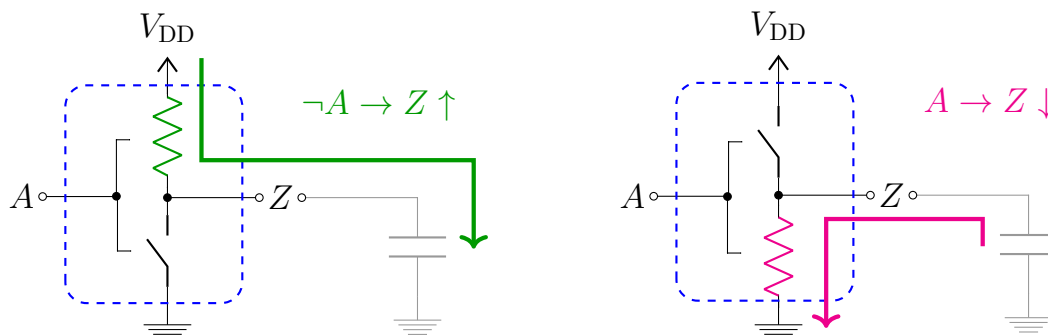 V_DD
¬A → Z ↑
A
Z
V_DD
A → Z ↓
A
Z